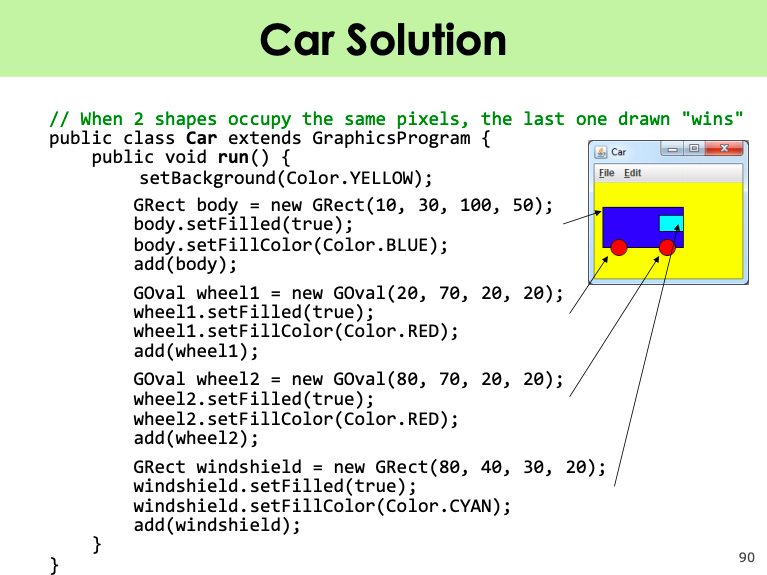 Car Solution
// When 2 shapes occupy the same pixels, the last one drawn "wins"
public class Car extends GraphicsProgram {
public void run() {
setBackground(Color.YELLOW);
GRect body = new GRect(10, 30, 100, 50);
body.setFilled(true);
body.setFillColor(Color.BLUE);
add(body);
GOval wheel1 = new GOval(20, 70, 20, 20);
wheel1.setFilled(true);
wheel1.setFillColor(Color.RED);
add(wheel1);
GOval wheel2 = new GOval(80, 70, 20, 20);
wheel2.setFilled(true);
wheel2.setFillColor(Color.RED);
add(wheel2);
GRect windshield = new GRect(80, 40, 30, 20);
windshield.setFilled(true);
windshield.setFillColor(Color.CYAN);
add(windshield);
}
}
Car
File Edit
90